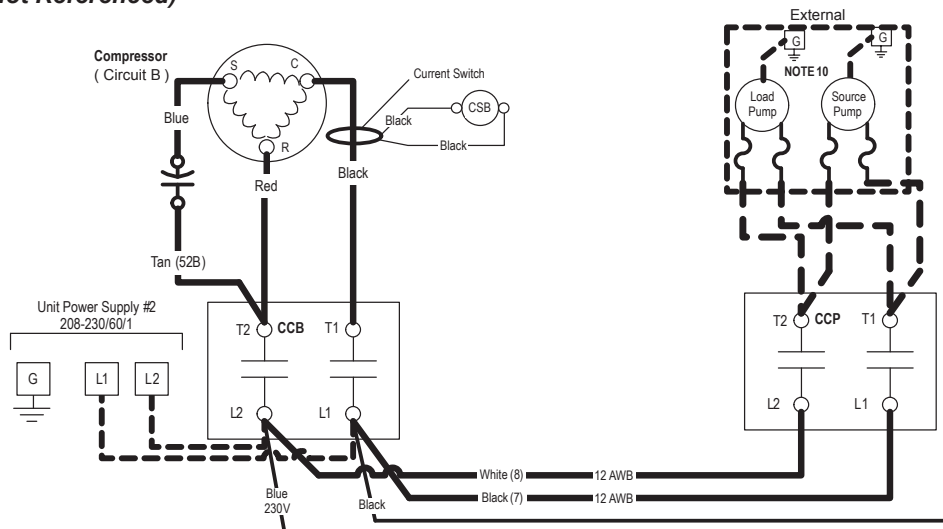 External
Compressor
( Circuit B )
S
C
R
Current Switch
CSB
Black
Black
Blue
Red
Black
Tan (52B)
G
G
NOTE 10
Load
Pump
Source
Pump
Unit Power Supply #2
208-230/60/1
G
L1
L2
T2
CCB
T1
L2
L1
T2
CCP
T1
L2
L1
White (8)
12 AWB
Black (7)
12 AWB
Blue
230V
Black